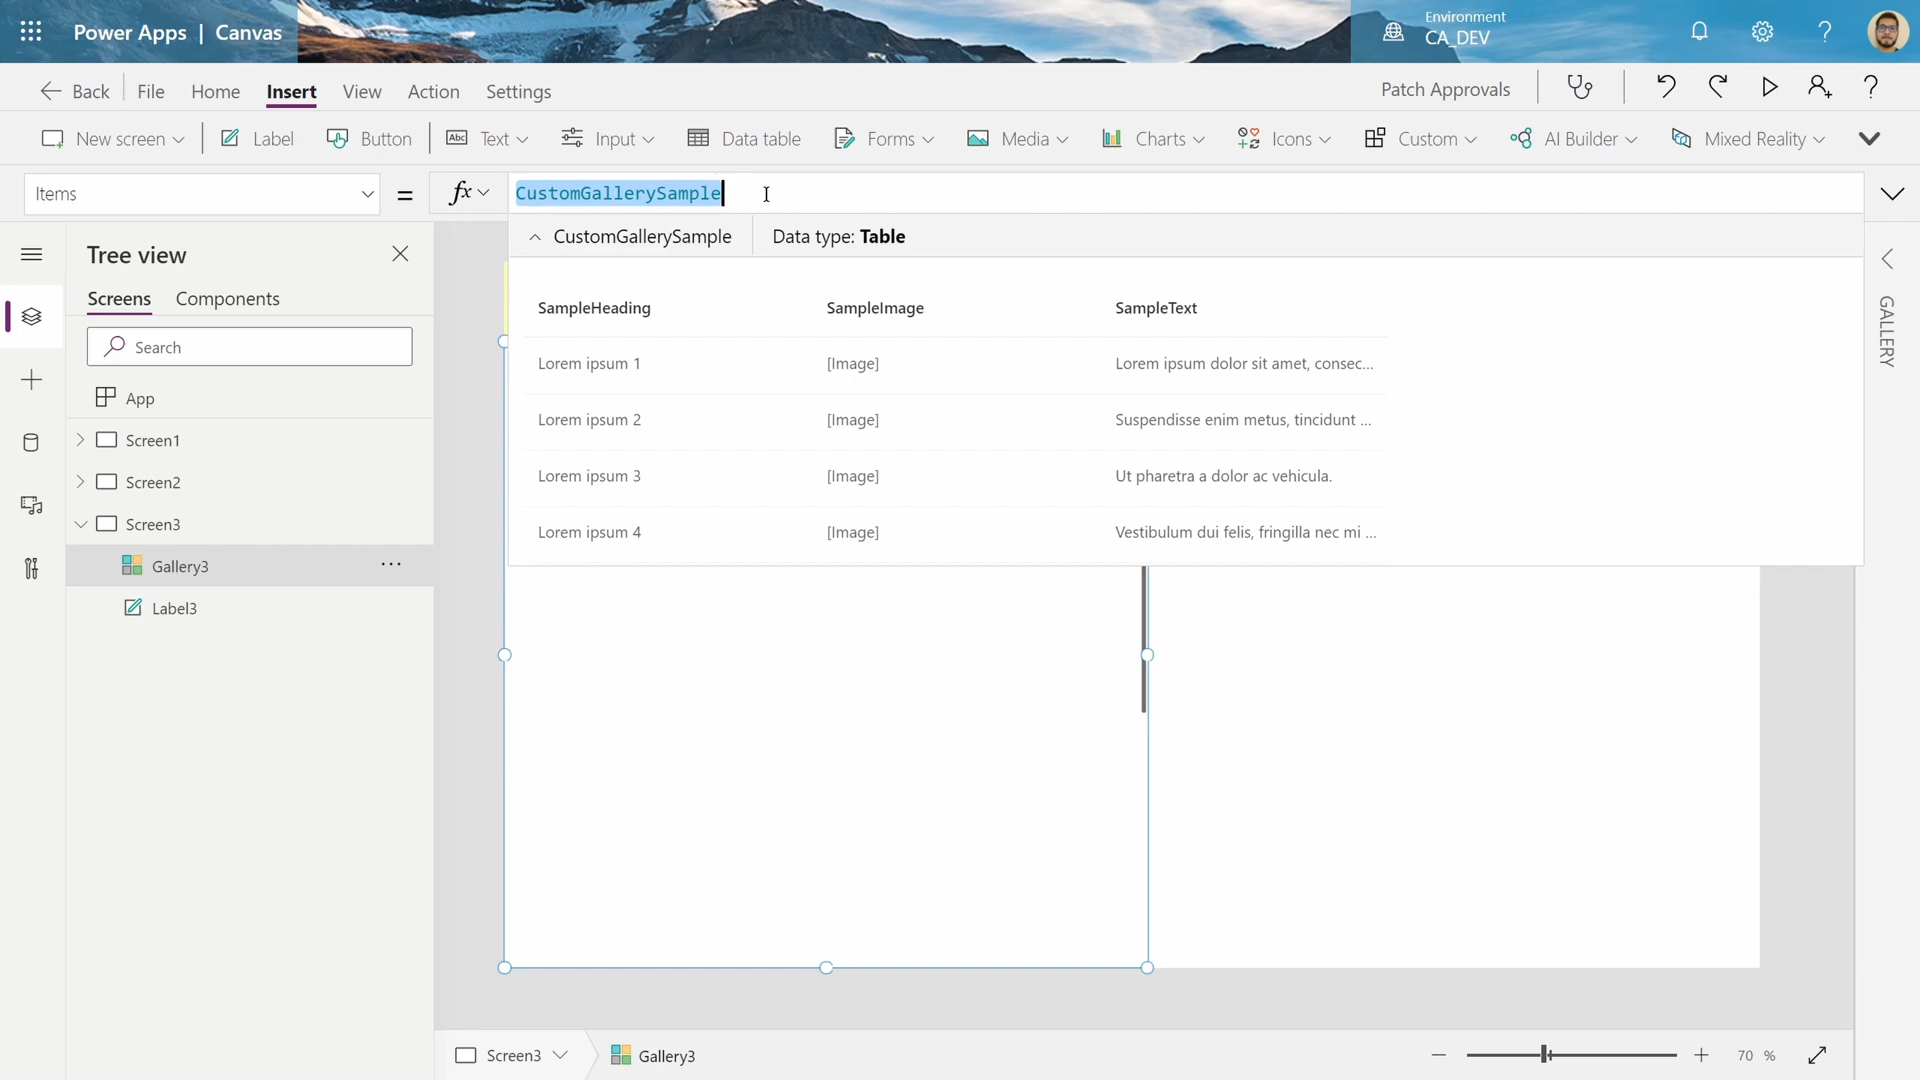 Power Apps | Canvas
Environment
CA_DEV
?
Back
File
Home
Insert
View
Action
Settings
Patch Approvals
?
New screen
Label
Button
Abc
Text
Input
Data table
Forms
Media
Charts
Icons
Custom
AI Builder
Mixed Reality
Items
=
fx
CustomGallerySample
CustomGallerySample
Data type: Table
Tree view
Screens
Components
Search
App
Screen1
Screen2
Screen3
Gallery3
...
Label3
SampleHeading
SampleImage
SampleText
Lorem ipsum 1
[Image]
Lorem ipsum dolor sit amet, consec...
Lorem ipsum 2
[Image]
Suspendisse enim metus, tincidunt ...
Lorem ipsum 3
[Image]
Ut pharetra a dolor ac vehicula.
Lorem ipsum 4
[Image]
Vestibulum dui felis, fringilla nec mi ...
GALLERY
Screen3
Gallery3
70 %